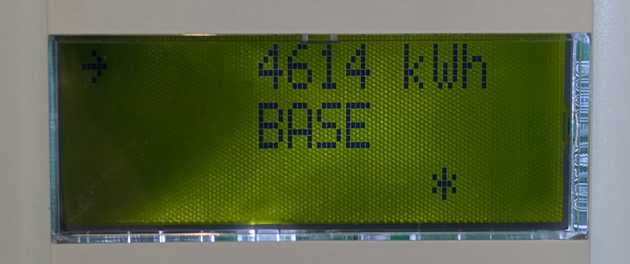 → 4614 kWh
BASE
*